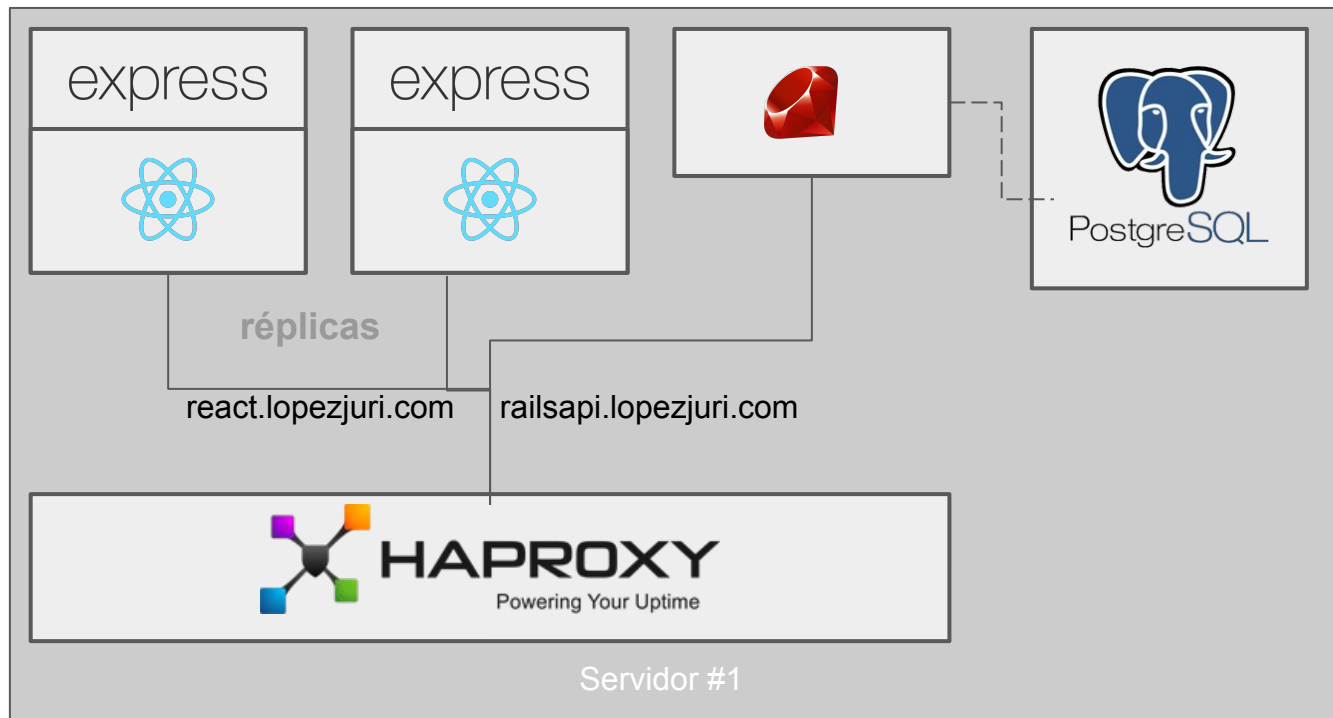 express
express
PostgreSQL
réplicas
react.lopezjuri.com
railsapi.lopezjuri.com
HAPROXY
Powering Your Uptime
Servidor #1